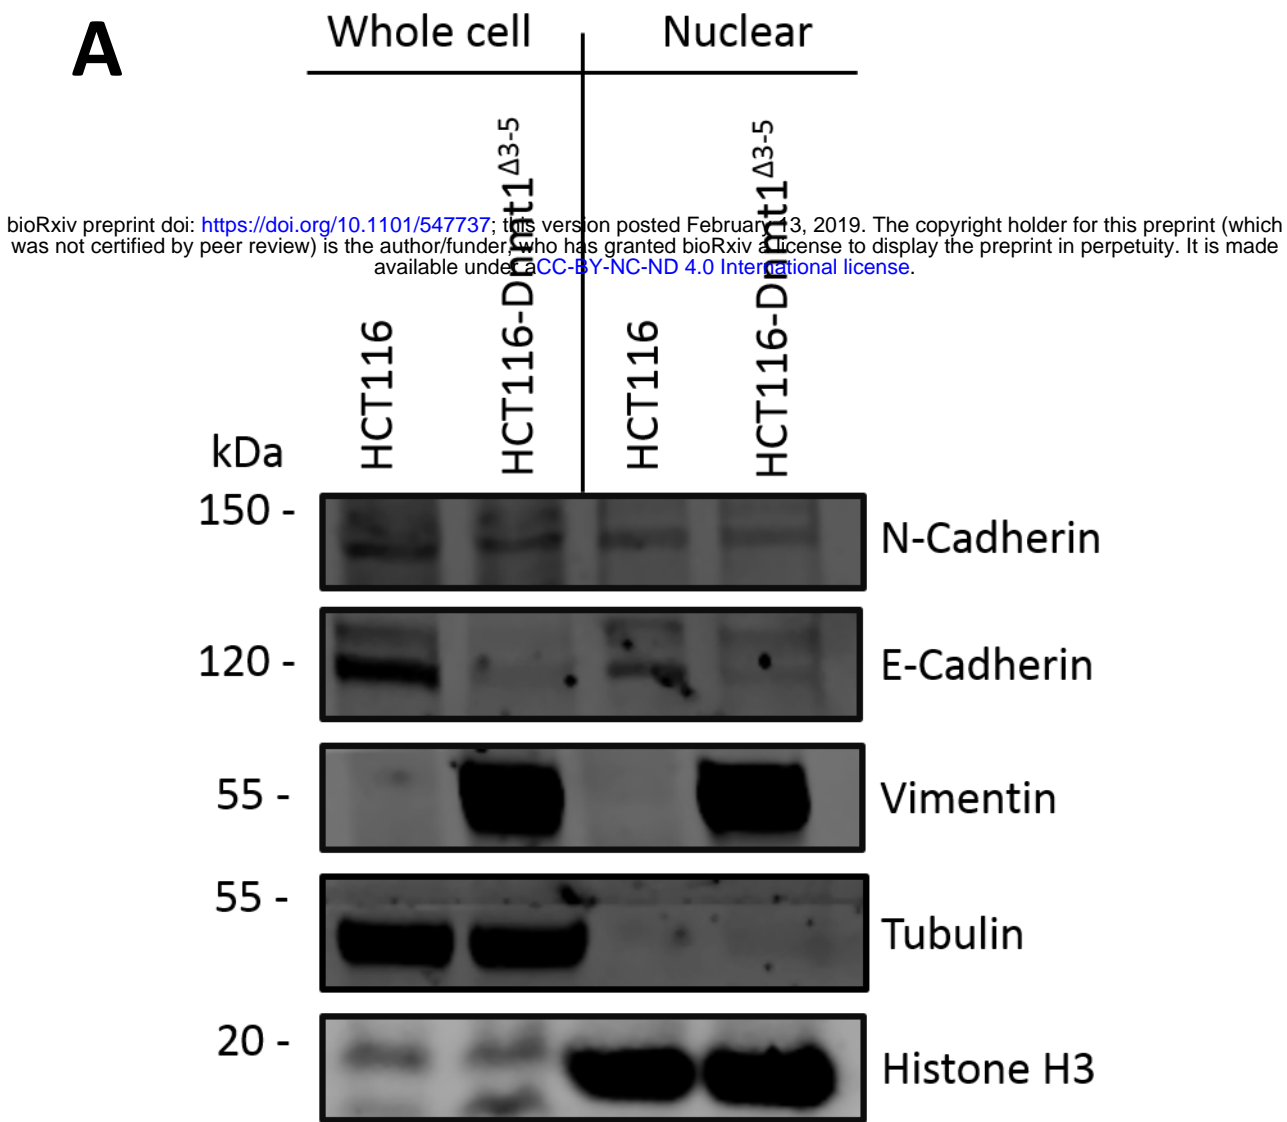 A
Whole cell
Nuclear
bioRxiv preprint doi: https://doi.org/10.1101/547737; this version posted February 13, 2019. The copyright holder for this preprint (which
was not certified by peer review) is the author/funder, who has granted bioRxiv a license to display the preprint in perpetuity. It is made
available under aCC-BY-NC-ND 4.0 International license.
HCT116
HCT116-Dnmt1Δ3-5
HCT116
HCT116-Dnmt1Δ3-5
kDa
150 -
N-Cadherin
120 -
E-Cadherin
55 -
Vimentin
55 -
Tubulin
20 -
Histone H3